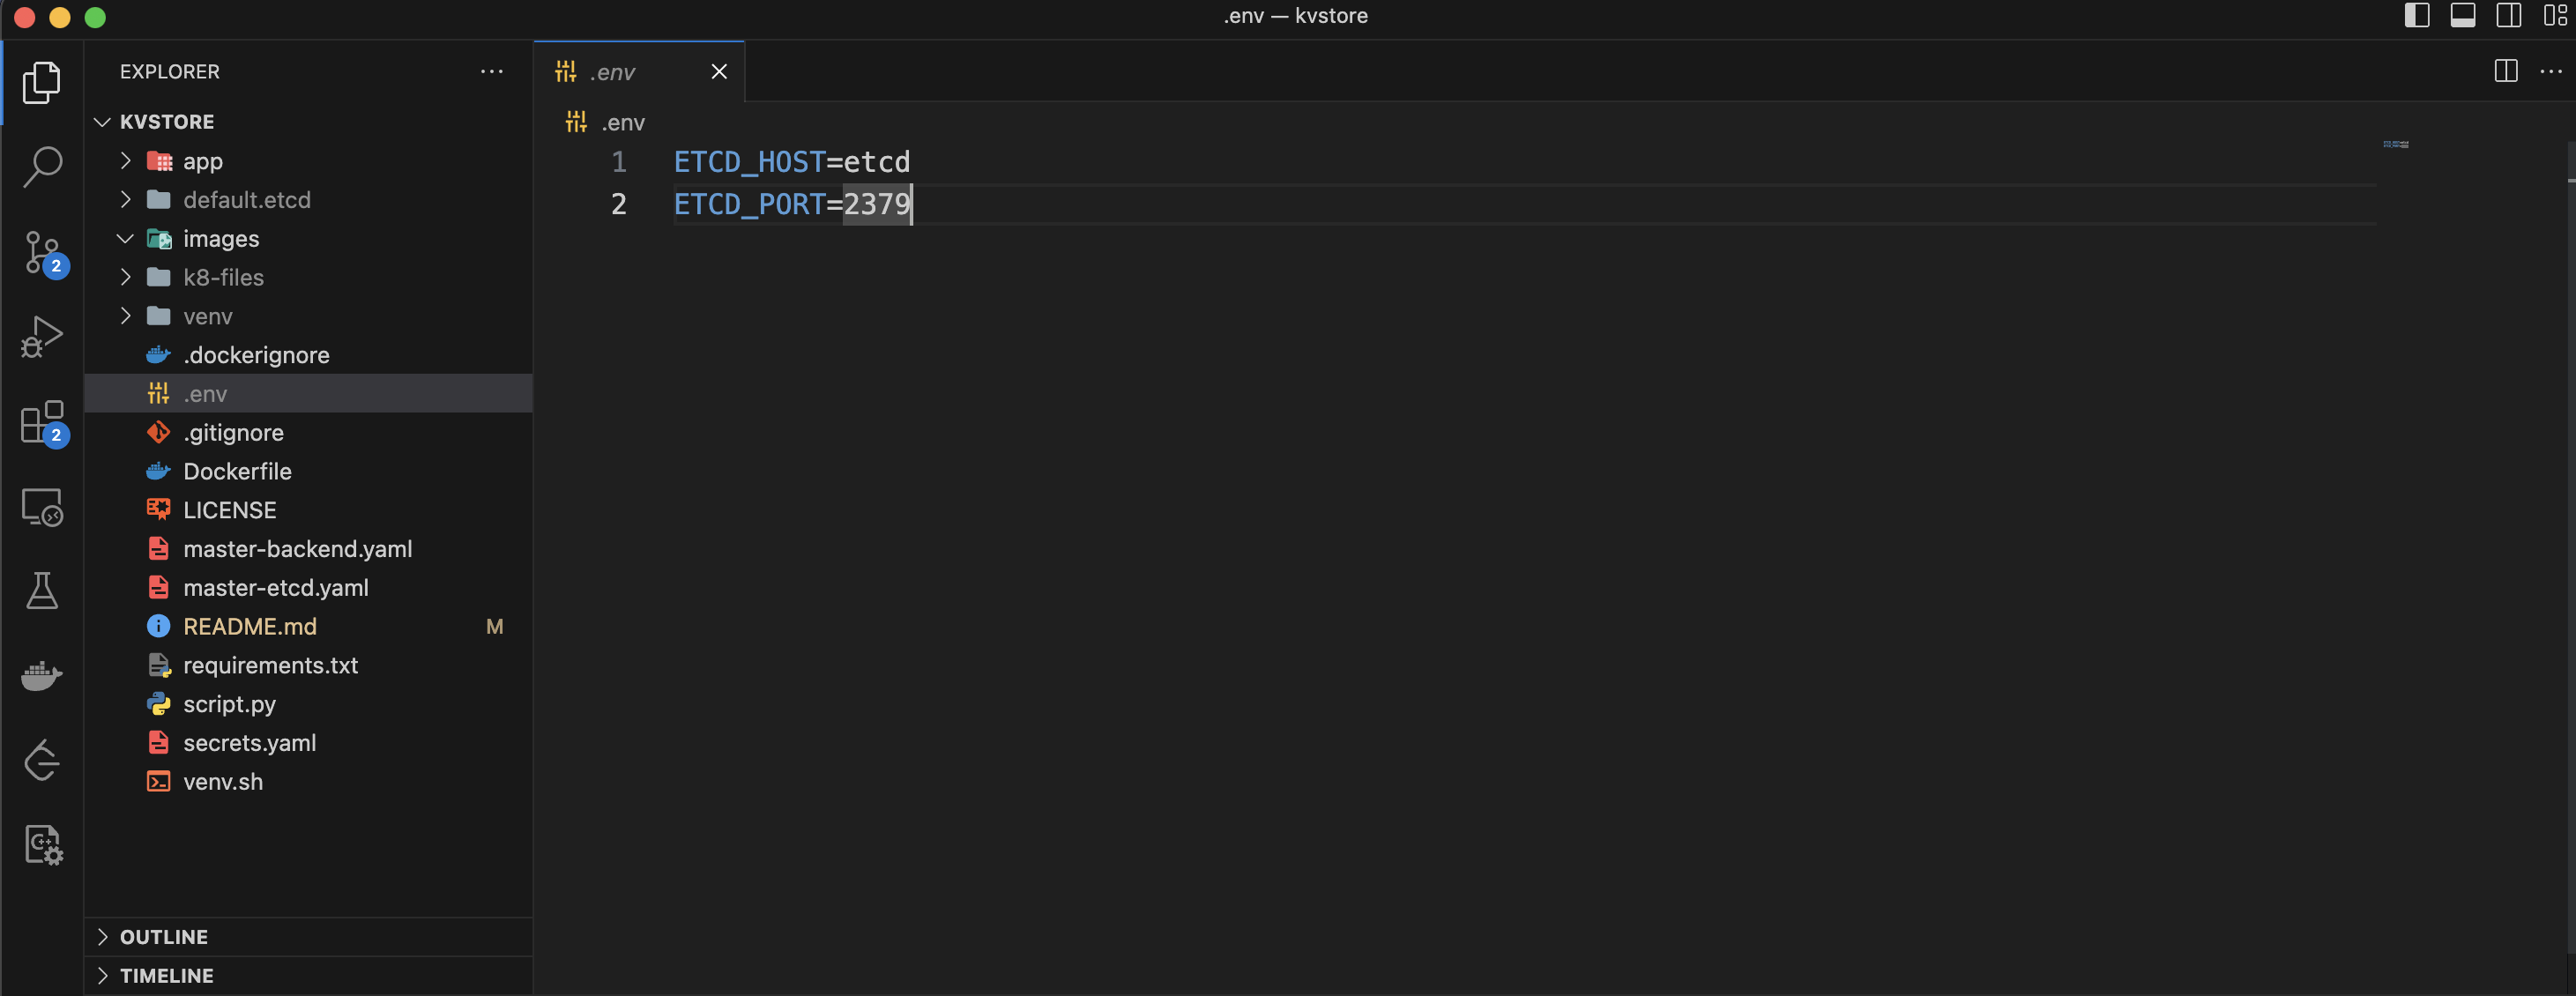 .env — kvstore
EXPLORER
KVSTORE
app
default.etcd
images
k8-files
venv
.dockerignore
.env
.gitignore
Dockerfile
LICENSE
master-backend.yaml
master-etcd.yaml
README.md M
requirements.txt
script.py
secrets.yaml
venv.sh
OUTLINE
TIMELINE
2
2
C++
.env
.env
1 ETCD_HOST=etcd
2 ETCD_PORT=2379